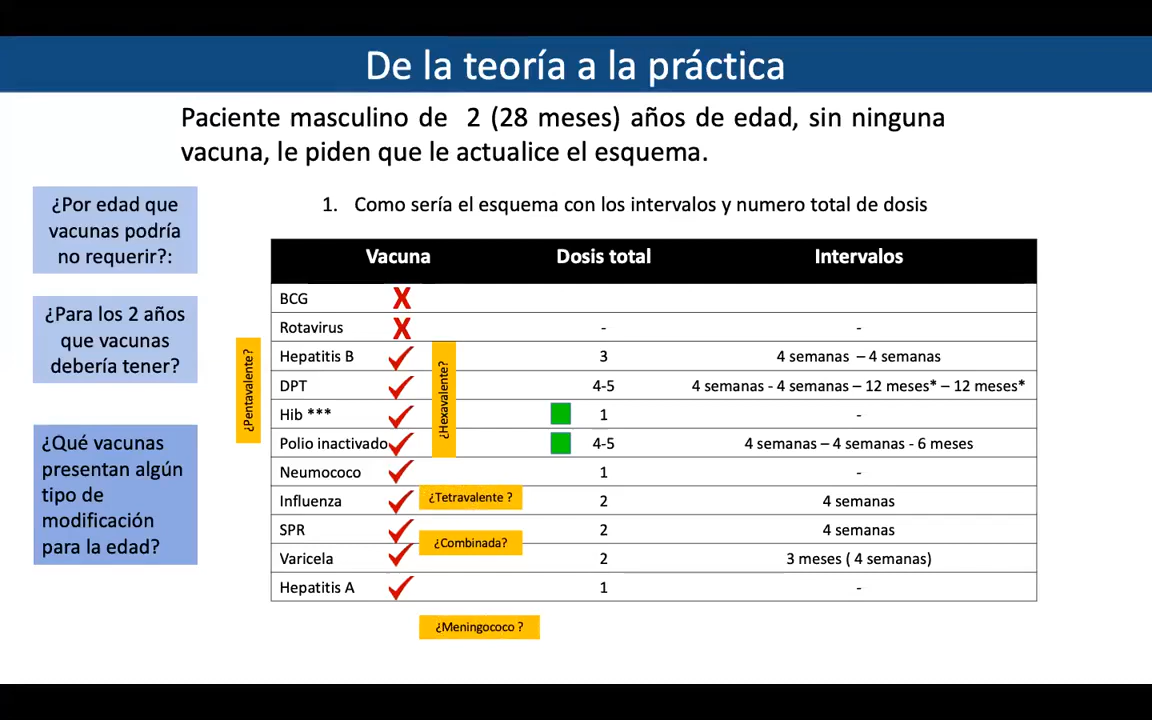 De la teoría a la práctica
Paciente masculino de 2 (28 meses) años de edad, sin ninguna
vacuna, le piden que le actualice el esquema.
¿Por edad que
vacunas podría
no requerir?:
¿Para los 2 años
que vacunas
debería tener?
¿Qué vacunas
presentan algún
tipo de
modificación
para la edad?
1. Como sería el esquema con los intervalos y numero total de dosis
Vacuna Dosis total Intervalos
BCG
Rotavirus - -
Hepatitis B 3 4 semanas – 4 semanas
DPT 4-5 4 semanas - 4 semanas – 12 meses* – 12 meses*
Hib *** 1 -
Polio inactivado 4-5 4 semanas – 4 semanas - 6 meses
Neumococo 1 -
Influenza 2 4 semanas
SPR 2 4 semanas
Varicela 2 3 meses ( 4 semanas)
Hepatitis A 1 -
¿Pentavalente?
¿Hexavalente?
¿Tetravalente ?
¿Combinada?
¿Meningococo ?